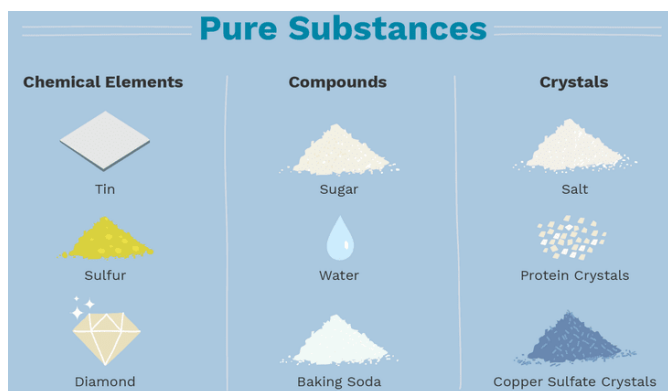 Pure Substances
Chemical Elements
Compounds
Crystals
Tin
Sugar
Salt
Sulfur
Water
Protein Crystals
Diamond
Baking Soda
Copper Sulfate Crystals